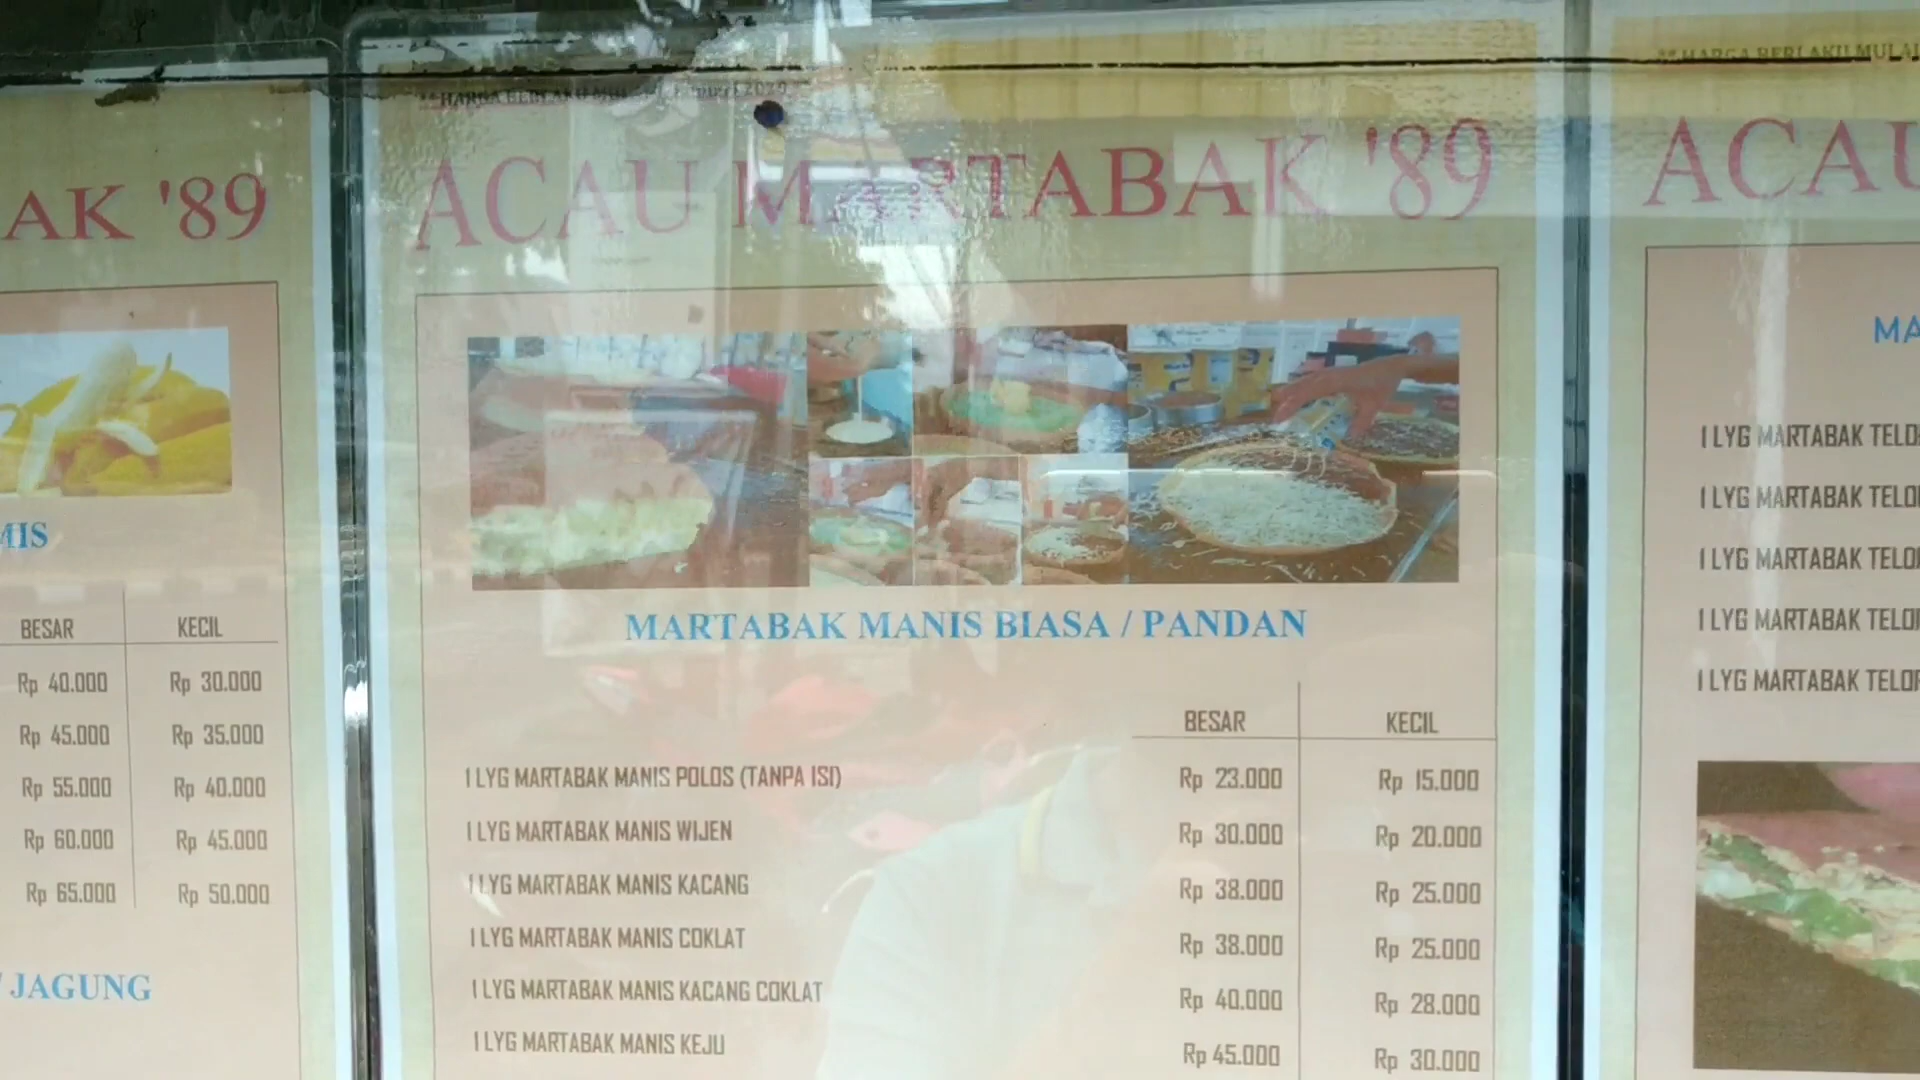 AK '89
MIS
BESAR KECIL
Rp 40.000 Rp 30.000
Rp 45.000 Rp 35.000
Rp 55.000 Rp 40.000
Rp 60.000 Rp 45.000
Rp 65.000 Rp 50.000
/ JAGUNG
ACAU MARTABAK '89
MARTABAK MANIS BIASA / PANDAN
BESAR KECIL
1 LYG MARTABAK MANIS POLOS (TANPA ISI) Rp 23.000 Rp 15.000
1 LYG MARTABAK MANIS WIJEN Rp 30.000 Rp 20.000
1 LYG MARTABAK MANIS KACANG Rp 38.000 Rp 25.000
1 LYG MARTABAK MANIS COKLAT Rp 38.000 Rp 25.000
1 LYG MARTABAK MANIS KACANG COKLAT Rp 40.000 Rp 28.000
1 LYG MARTABAK MANIS KEJU Rp 45.000 Rp 30.000
** HARGA BERLAKU MULAI
ACAU
MA
1 LYG MARTABAK TELO
1 LYG MARTABAK TELO
1 LYG MARTABAK TELO
1 LYG MARTABAK TELO
1 LYG MARTABAK TELO